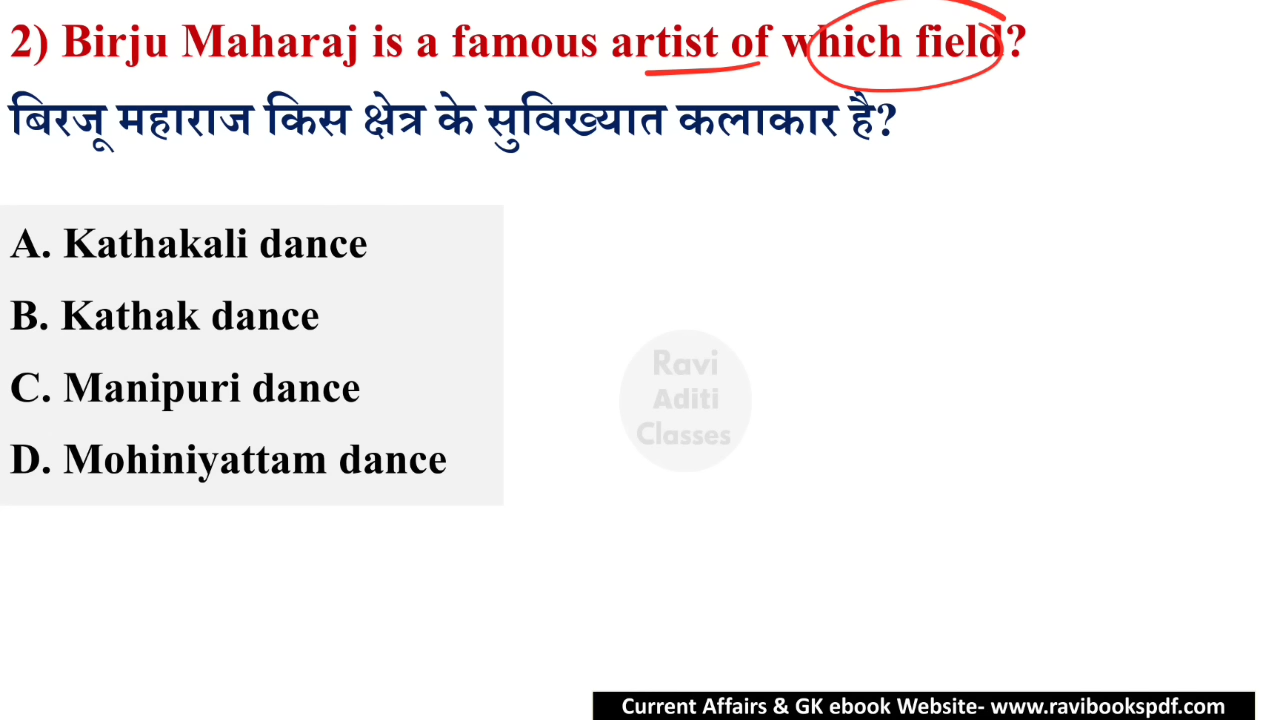 2) Birju Maharaj is a famous artist of which field?
बिरजू महाराज किस क्षेत्र के सुविख्यात कलाकार है?
A. Kathakali dance
B. Kathak dance
C. Manipuri dance
D. Mohiniyattam dance
Ravi
Aditi
Classes
Current Affairs & GK ebook Website- www.ravibookspdf.com